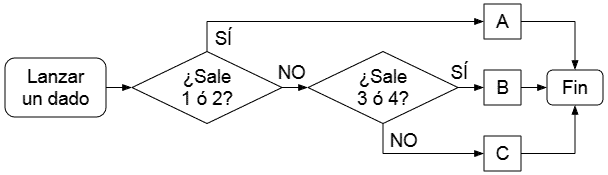 Lanzar
un dado
¿Sale
1 ó 2?
SÍ
A
NO
¿Sale
3 ó 4?
SÍ
B
NO
C
Fin